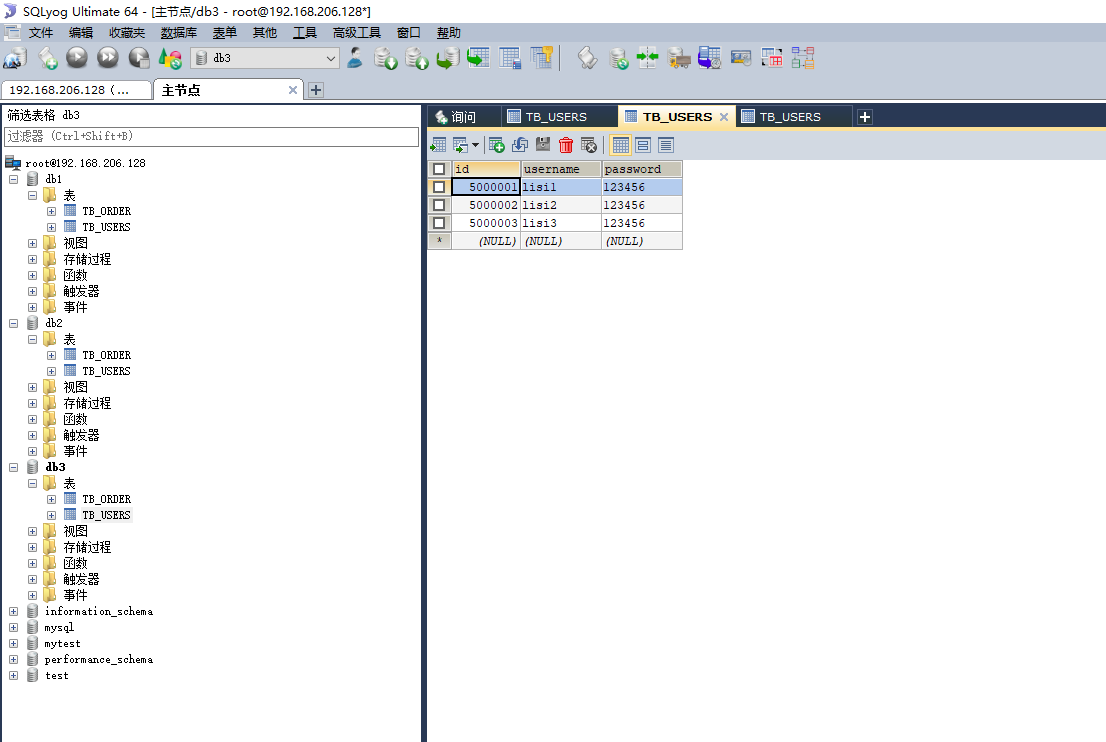 SQLyog Ultimate 64 - [主节点/db3 - root@192.168.206.128*]
文件 编辑 收藏夹 数据库 表单 其他 工具 高级工具 窗口 帮助
db3
192.168.206.128 (... 主节点
筛选表格 db3
过滤器 (Ctrl+Shift+B)
root@192.168.206.128
db1
表
TB_ORDER
TB_USERS
视图
存储过程
函数
触发器
事件
db2
表
TB_ORDER
TB_USERS
视图
存储过程
函数
触发器
事件
db3
表
TB_ORDER
TB_USERS
视图
存储过程
函数
触发器
事件
information_schema
mysql
mytest
performance_schema
test
询问 TB_USERS TB_USERS TB_USERS
id username password
5000001 lisi1 123456
5000002 lisi2 123456
5000003 lisi3 123456
* (NULL) (NULL) (NULL)